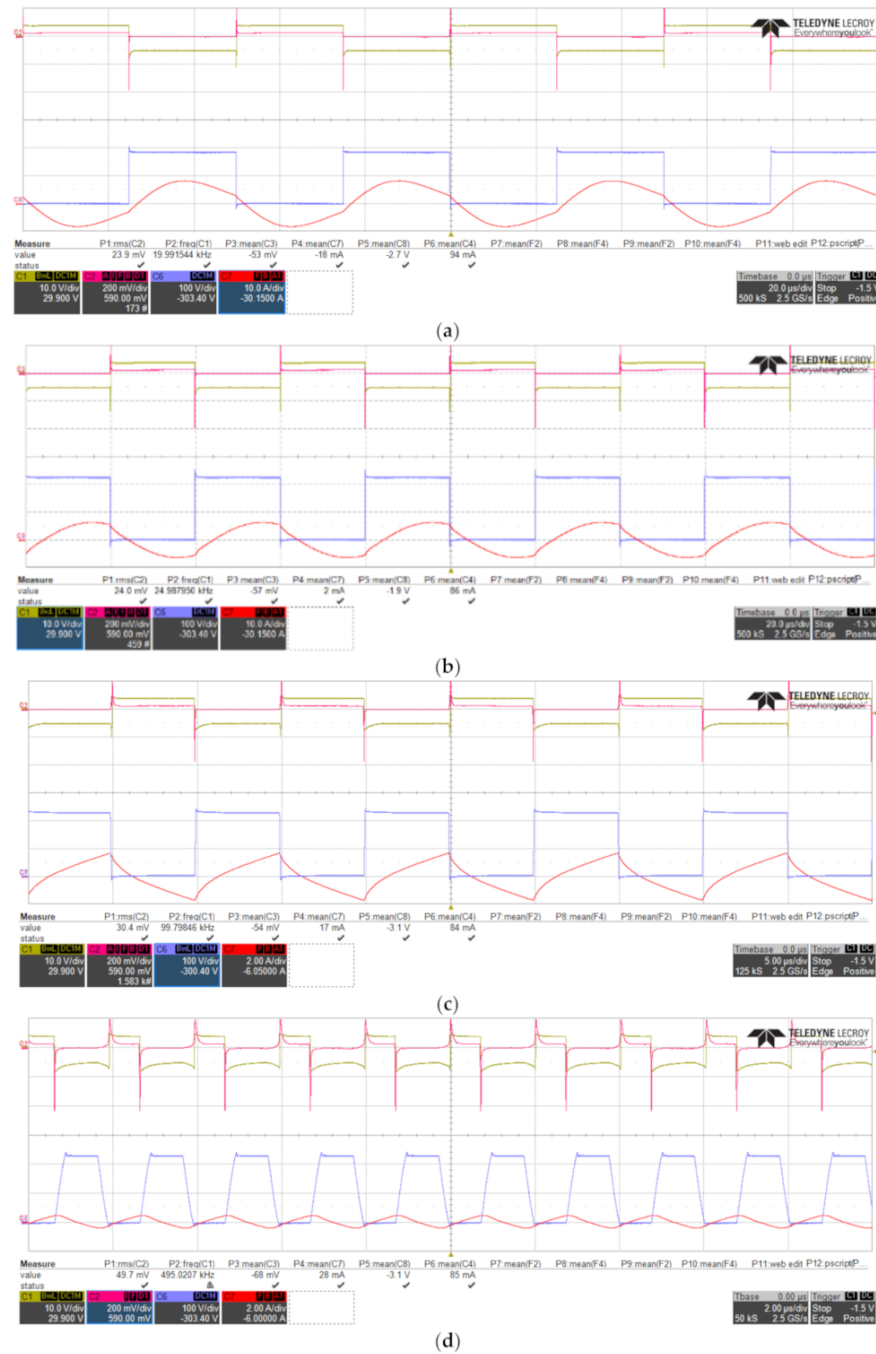 C1
TELEDYNE LECROY
Everywhereyoulook
Measure P1:rms(C2) P2:freq(C1) P3:mean(C3) P4:mean(C7) P5:mean(C8) P6:mean(C4) P7:mean(F2) P8:mean(F4) P9:mean(F2) P10:mean(F4) P11:web edit P12:pscript(P...
value 23.9 mV 19.991544 kHz -53 mV -18 mA -2.7 V 94 mA
status
C1 BwL DC1M C2 C6 DC1M C7 Timebase 0.0 µs Trigger C1 DC
10.0 V/div 200 mV/div 100 V/div 10.0 A/div 20.0 µs/div Stop -1.5 V
29.900 V 590.00 mV -303.40 V -30.1500 A 500 kS 2.5 GS/s Edge Positive
173 #
(a)
TELEDYNE LECROY
Everywhereyoulook
Measure P1:rms(C2) P2:freq(C1) P3:mean(C3) P4:mean(C7) P5:mean(C8) P6:mean(C4) P7:mean(F2) P8:mean(F4) P9:mean(F2) P10:mean(F4) P11:web edit P12:pscript(P...
value 24.0 mV 24.987950 kHz -57 mV 2 mA -1.9 V 86 mA
status
C1 BwL DC1M C2 C6 DC1M C7 Timebase 0.0 µs Trigger C1 DC
10.0 V/div 200 mV/div 100 V/div 10.0 A/div 20.0 µs/div Stop -1.5 V
29.900 V 590.00 mV -303.40 V -30.1500 A 500 kS 2.5 GS/s Edge Positive
459 #
(b)
TELEDYNE LECROY
Everywhereyoulook
Measure P1:rms(C2) P2:freq(C1) P3:mean(C3) P4:mean(C7) P5:mean(C8) P6:mean(C4) P7:mean(F2) P8:mean(F4) P9:mean(F2) P10:mean(F4) P11:web edit P12:pscript(P...
value 30.4 mV 99.79846 kHz -54 mV 17 mA -3.1 V 84 mA
status
C1 BwL DC1M C2 C6 BwL DC1M C7 Timebase 0.0 µs Trigger C1 DC
10.0 V/div 200 mV/div 100 V/div 2.00 A/div 5.00 µs/div Stop -1.5 V
29.900 V 590.00 mV -300.40 V -6.05000 A 125 kS 2.5 GS/s Edge Positive
1.583 k#
(c)
TELEDYNE LECROY
Everywhereyoulook
Measure P1:rms(C2) P2:freq(C1) P3:mean(C3) P4:mean(C7) P5:mean(C8) P6:mean(C4) P7:mean(F2) P8:mean(F4) P9:mean(F2) P10:mean(F4) P11:web edit P12:pscript(P...
value 49.7 mV 495.0207 kHz -68 mV 28 mA -3.1 V 85 mA
status
C1 BwL DC1M C2 C6 DC1M C7 Tbase 0.00 µs Trigger C1 DC
10.0 V/div 200 mV/div 100 V/div 2.00 A/div 2.00 µs/div Stop -1.5 V
29.900 V 590.00 mV -303.40 V -6.00000 A 50 kS 2.5 GS/s Edge Positive
(d)